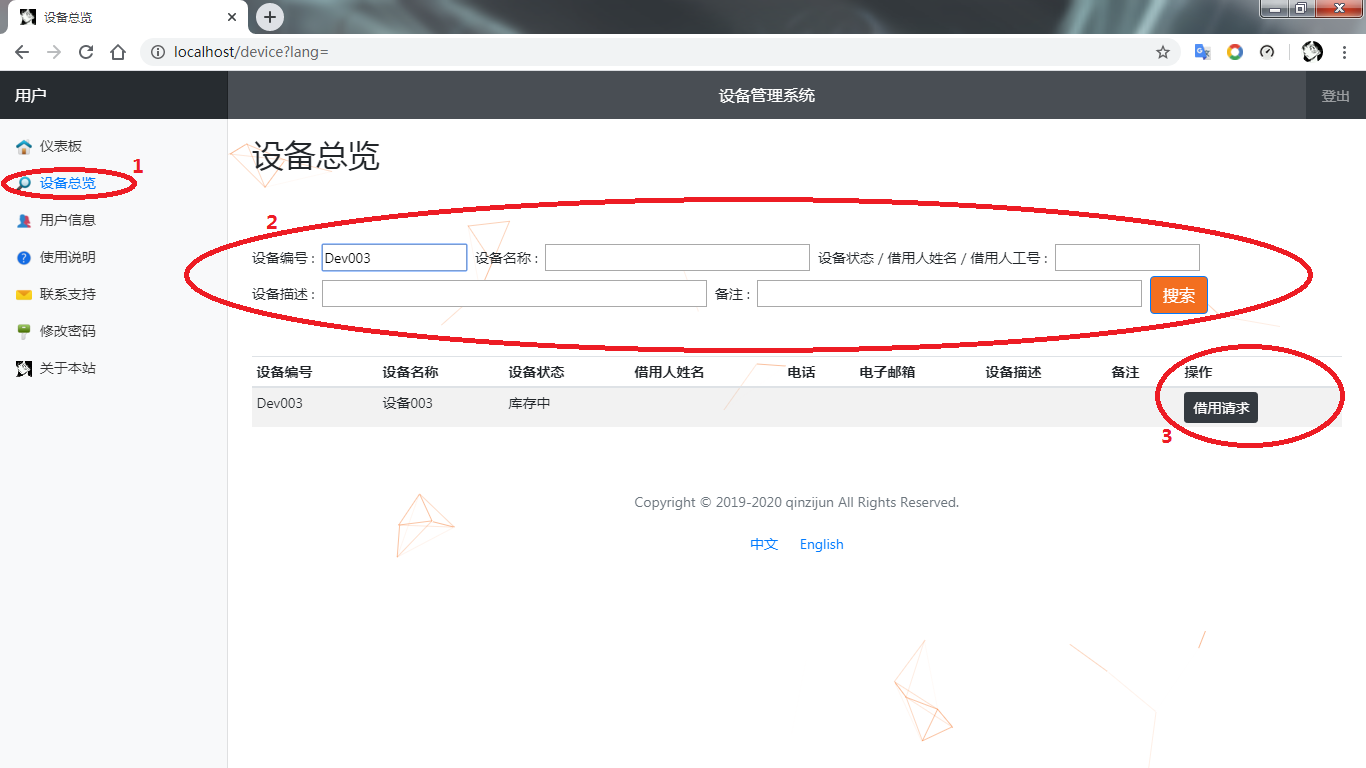 设备总览
localhost/device?lang=
用户
设备管理系统
登出
仪表板
1
设备总览
用户信息
使用说明
联系支持
修改密码
关于本站
设备总览
2
设备编号 : Dev003 设备名称 : 设备状态 / 借用人姓名 / 借用人工号 :
设备描述 : 备注 : 搜索
设备编号 设备名称 设备状态 借用人姓名 电话 电子邮箱 设备描述 备注 操作
Dev003 设备003 库存中 借用请求
3
Copyright © 2019-2020 qinzijun All Rights Reserved.
中文 English